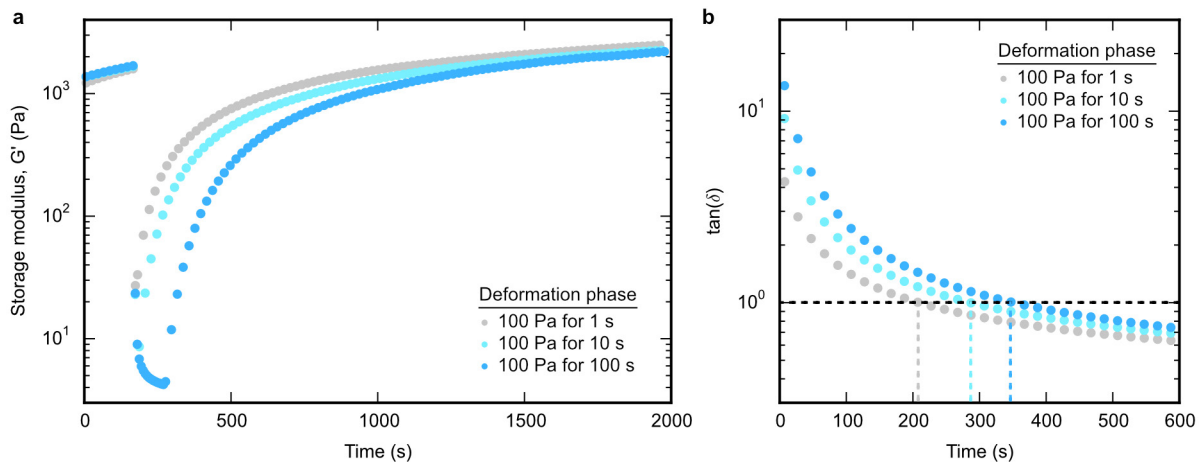 a
Storage modulus, G' (Pa)
10³
10²
10¹
0
500
1000
1500
2000
Time (s)
Deformation phase
100 Pa for 1 s
100 Pa for 10 s
100 Pa for 100 s
b
tan(δ)
10¹
10⁰
0
100
200
300
400
500
600
Time (s)
Deformation phase
100 Pa for 1 s
100 Pa for 10 s
100 Pa for 100 s